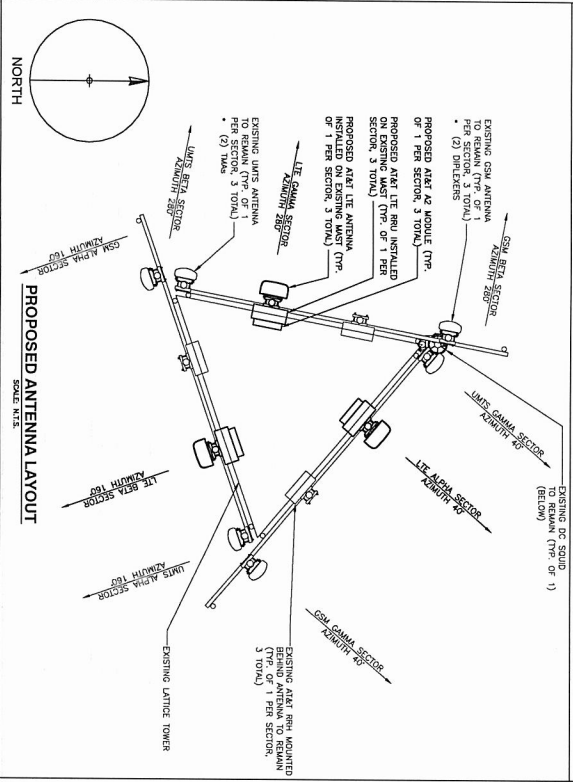 EXISTING DC SQUID
TO REMAIN (TYP. OF 1)
(BELOW)
GSM BETA SECTOR
AZIMUTH 280°
EXISTING GSM ANTENNA
TO REMAIN (TYP. OF 1
PER SECTOR, 3 TOTAL)
• (2) DIPLEXERS
PROPOSED AT&T A2 MODULE (TYP.
OF 1 PER SECTOR, 3 TOTAL)
PROPOSED AT&T LTE RRU INSTALLED
ON EXISTING MAST (TYP. OF 1 PER
SECTOR, 3 TOTAL)
PROPOSED AT&T LTE ANTENNA
INSTALLED ON EXISTING MAST (TYP.
OF 1 PER SECTOR, 3 TOTAL)
LTE GAMMA SECTOR
AZIMUTH 280°
EXISTING UMTS ANTENNA
TO REMAIN (TYP. OF 1
PER SECTOR, 3 TOTAL)
• (2) TMAs
UMTS BETA SECTOR
AZIMUTH 280°
UMTS GAMMA SECTOR
AZIMUTH 40°
LTE ALPHA SECTOR
AZIMUTH 40°
GSM GAMMA SECTOR
AZIMUTH 40°
EXISTING AT&T RRH MOUNTED
BEHIND ANTENNA TO REMAIN
(TYP. OF 1 PER SECTOR,
3 TOTAL)
EXISTING LATTICE TOWER
GSM ALPHA SECTOR
AZIMUTH 160°
LTE BETA SECTOR
AZIMUTH 160°
UMTS ALPHA SECTOR
AZIMUTH 160°
NORTH
PROPOSED ANTENNA LAYOUT
SCALE: N.T.S.